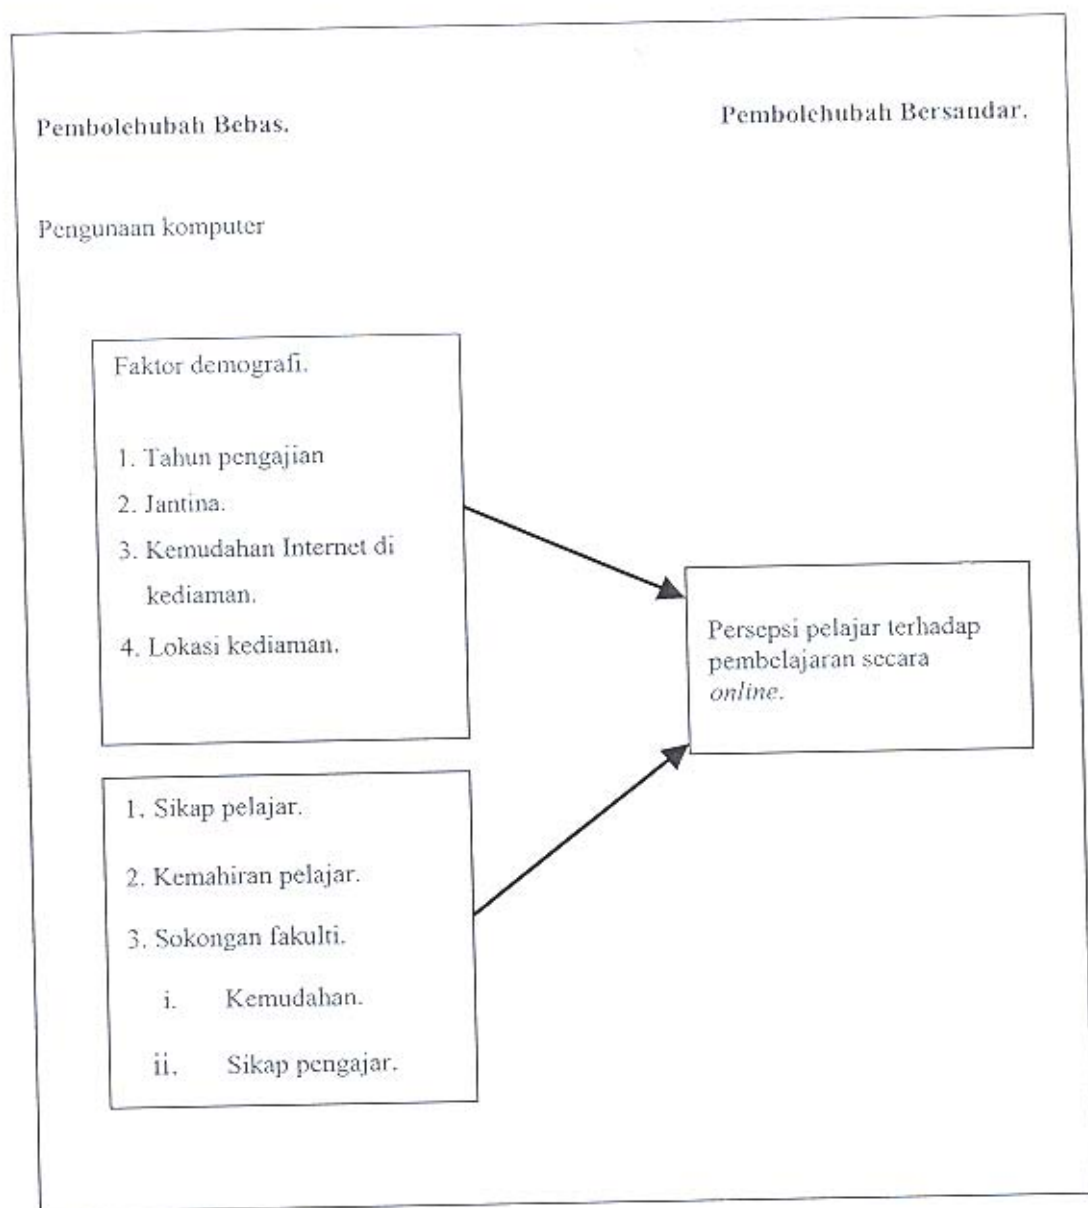 Pembolehubah Bebas.
Pembolehubah Bersandar.
Pengunaan komputer
Faktor demografi.
1. Tahun pengajian
2. Jantina.
3. Kemudahan Internet di
kediaman.
4. Lokasi kediaman.
1. Sikap pelajar.
2. Kemahiran pelajar.
3. Sokongan fakulti.
i. Kemudahan.
ii. Sikap pengajar.
Persepsi pelajar terhadap
pembelajaran secara
online.